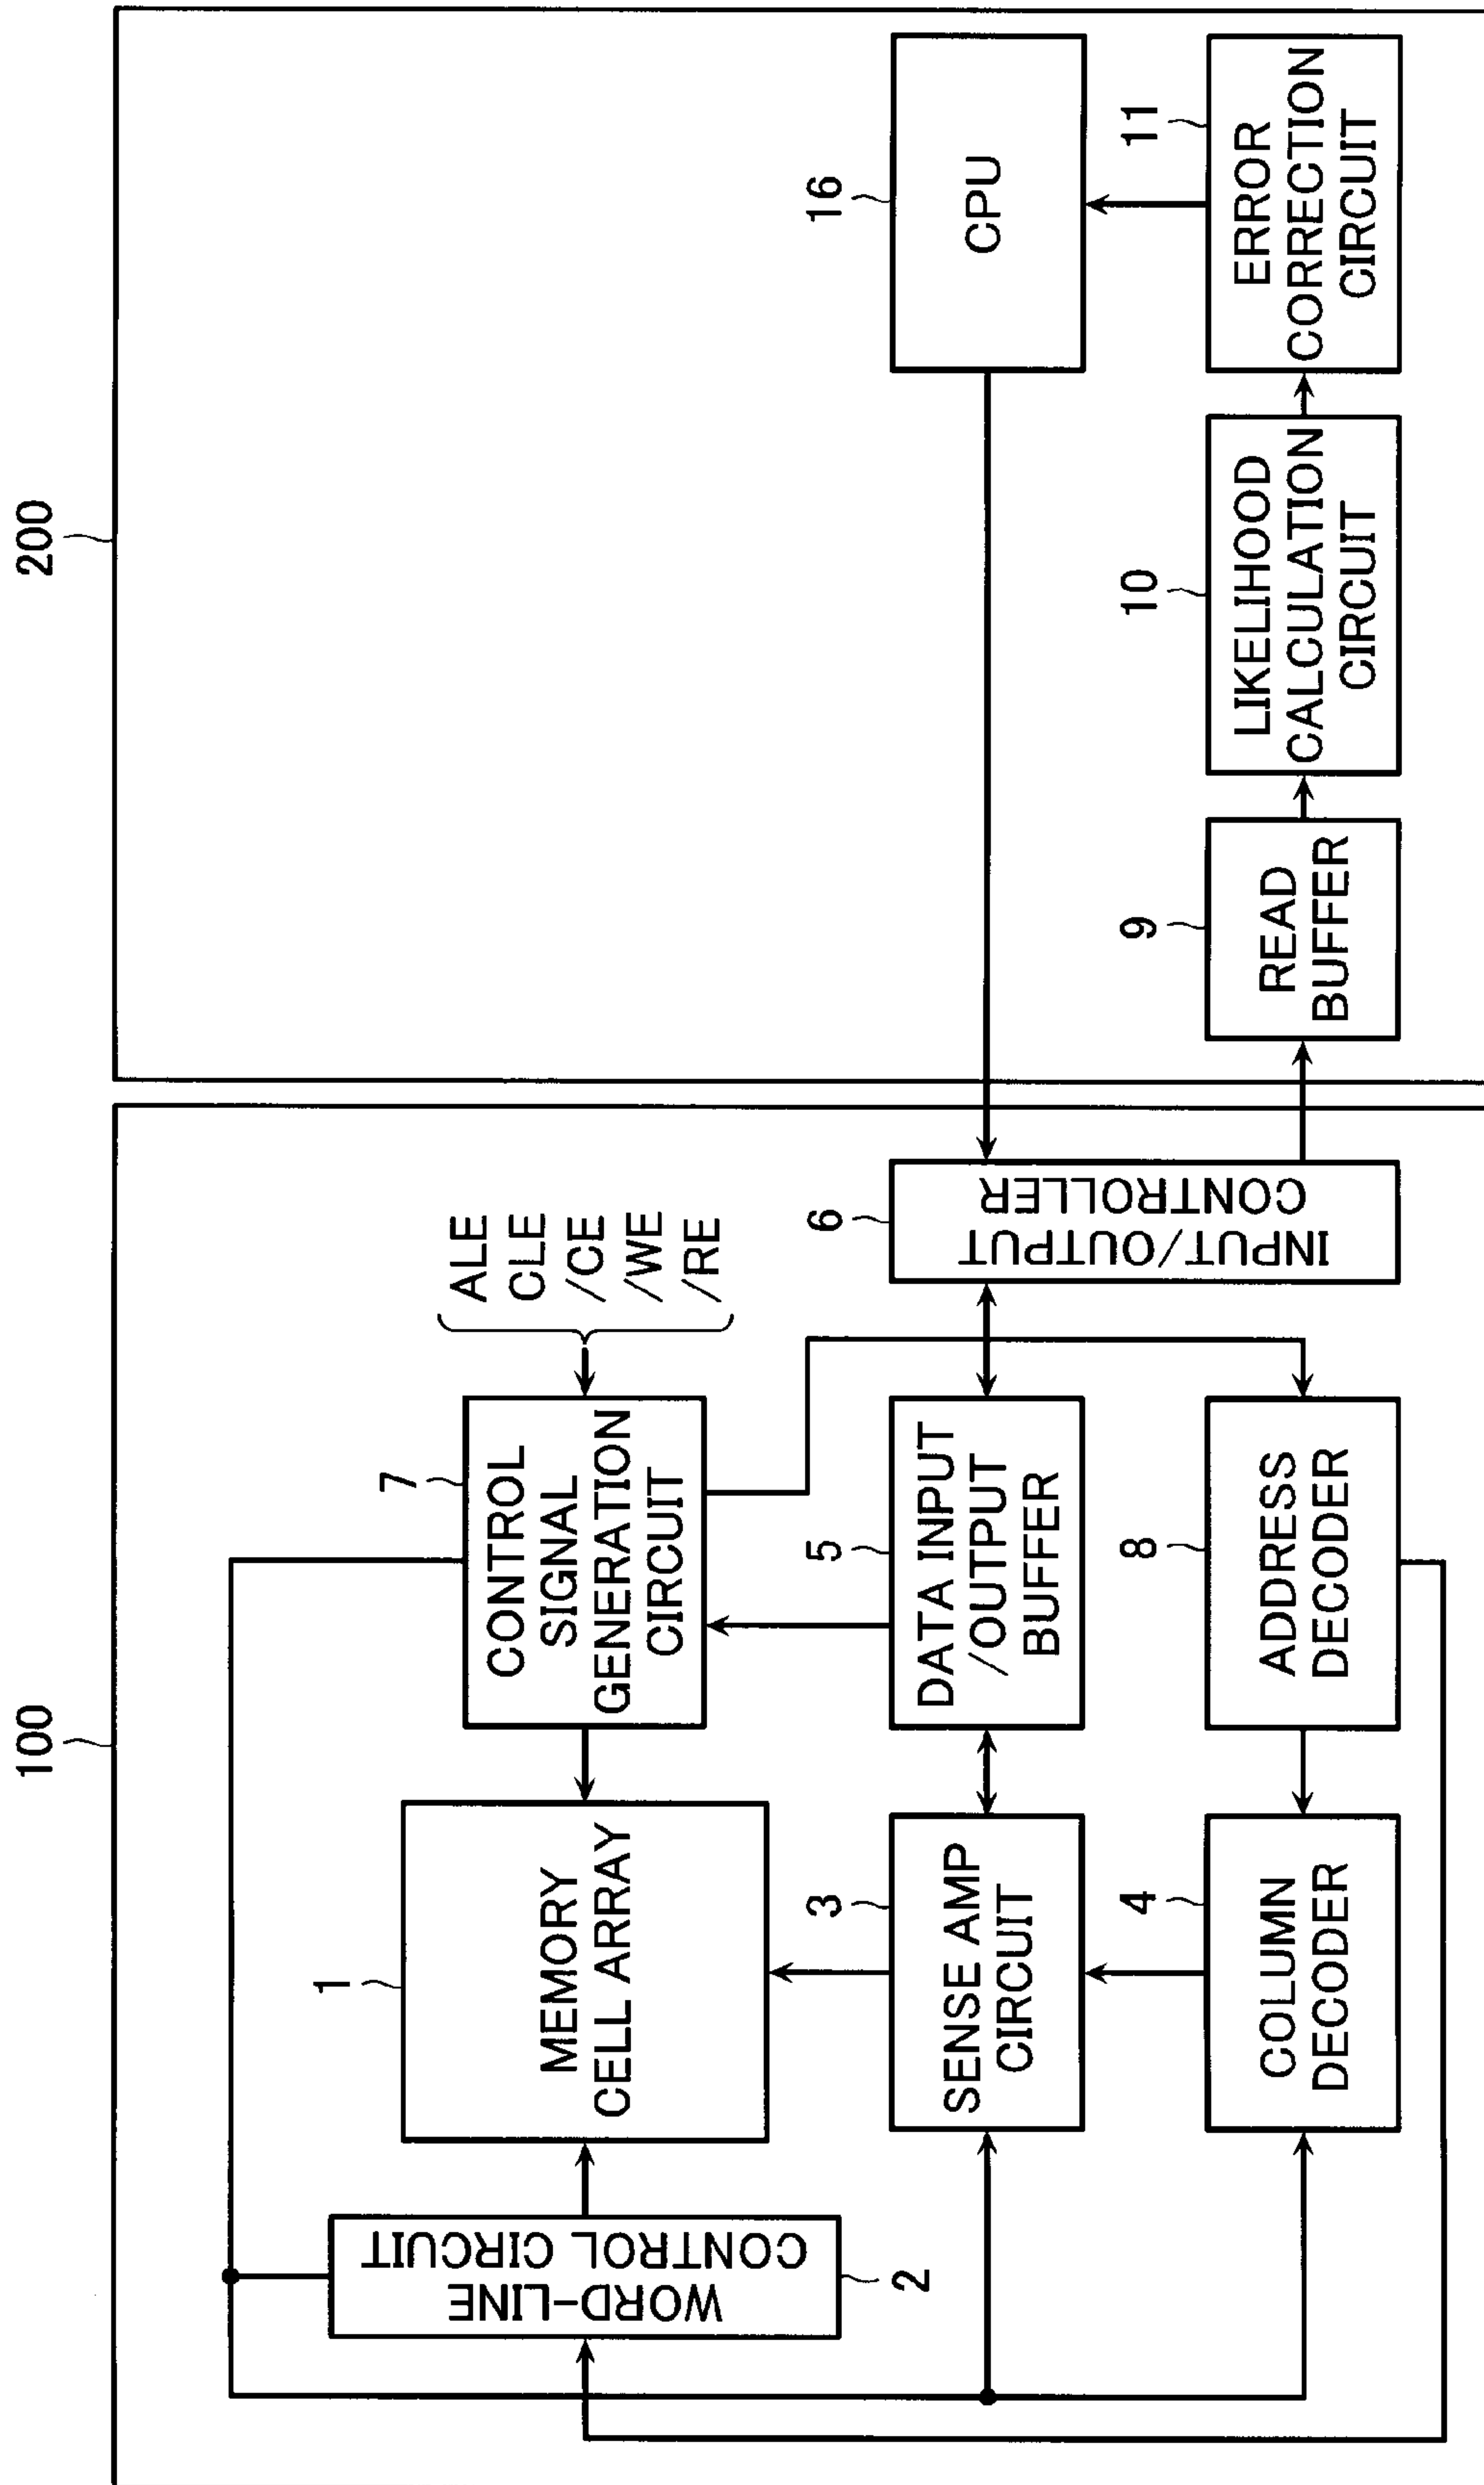 100
200
1
MEMORY
CELL ARRAY
7
CONTROL
SIGNAL
GENERATION
CIRCUIT
ALE
CLE
/CE
/WE
/RE
WORD-LINE
CONTROL CIRCUIT
2
3
SENSE AMP
CIRCUIT
5
DATA INPUT
/OUTPUT
BUFFER
6
INPUT/OUTPUT
CONTROLLER
16
CPU
4
COLUMN
DECODER
8
ADDRESS
DECODER
9
READ
BUFFER
10
LIKELIHOOD
CALCULATION
CIRCUIT
11
ERROR
CORRECTION
CIRCUIT